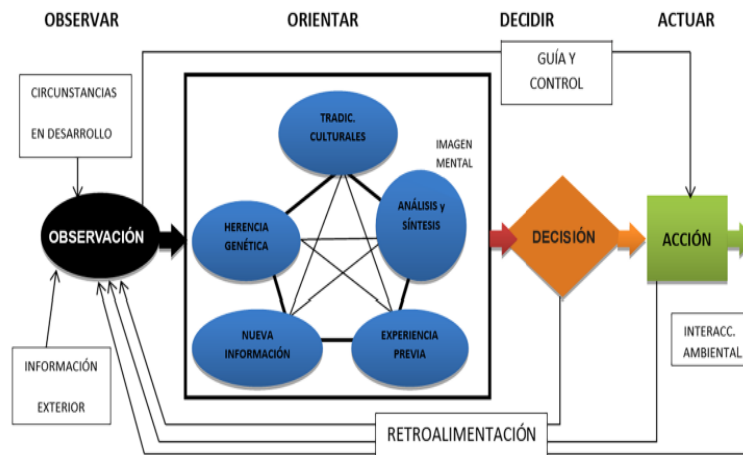 OBSERVAR
ORIENTAR
DECIDIR
ACTUAR
CIRCUNSTANCIAS
EN DESARROLLO
GUÍA Y
CONTROL
TRADIC.
CULTURALES
IMAGEN
MENTAL
HERENCIA
GENÉTICA
ANÁLISIS y
SÍNTESIS
OBSERVACIÓN
DECISIÓN
ACCIÓN
NUEVA
INFORMACIÓN
EXPERIENCIA
PREVIA
INTERACC.
AMBIENTAL
INFORMACIÓN
EXTERIOR
RETROALIMENTACIÓN